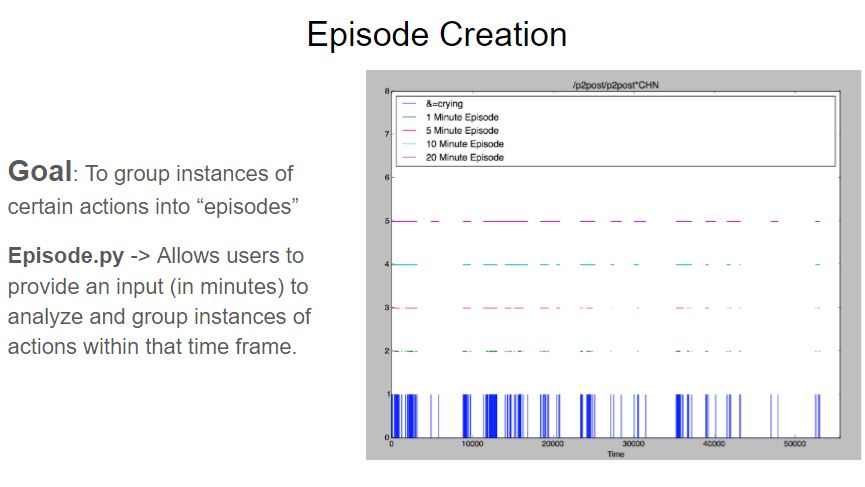 Episode Creation
Goal: To group instances of
certain actions into “episodes”
Episode.py -> Allows users to
provide an input (in minutes) to
analyze and group instances of
actions within that time frame.
/p2post/p2post*CHN
&=crying
1 Minute Episode
5 Minute Episode
10 Minute Episode
20 Minute Episode
8
7
6
5
4
3
2
1
0
0 10000 20000 30000 40000 50000
Time